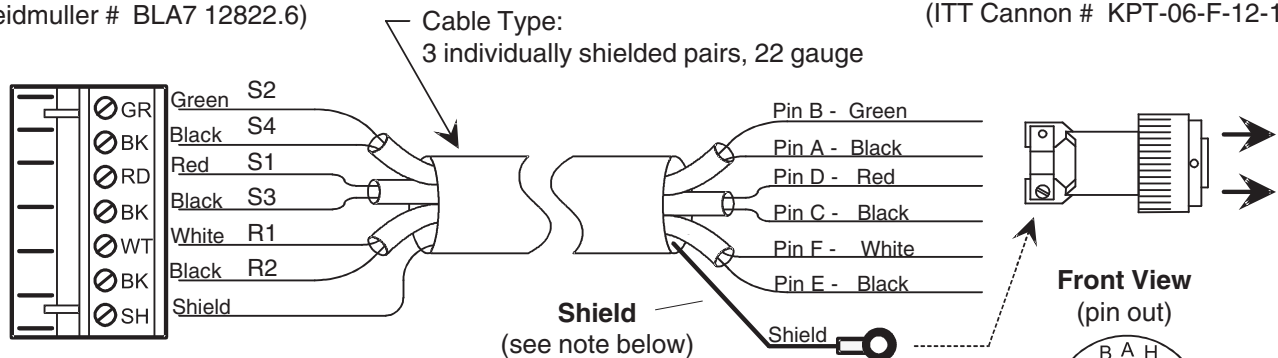 eidmuller # BLA7 12822.6)
Cable Type:
3 individually shielded pairs, 22 gauge
(ITT Cannon # KPT-06-F-12-1
GR Green S2
BK Black S4
RD Red S1
BK Black S3
WT White R1
BK Black R2
SH Shield
Pin B - Green
Pin A - Black
Pin D - Red
Pin C - Black
Pin F - White
Pin E - Black
Shield
(see note below)
Shield
Front View
(pin out)
B A H